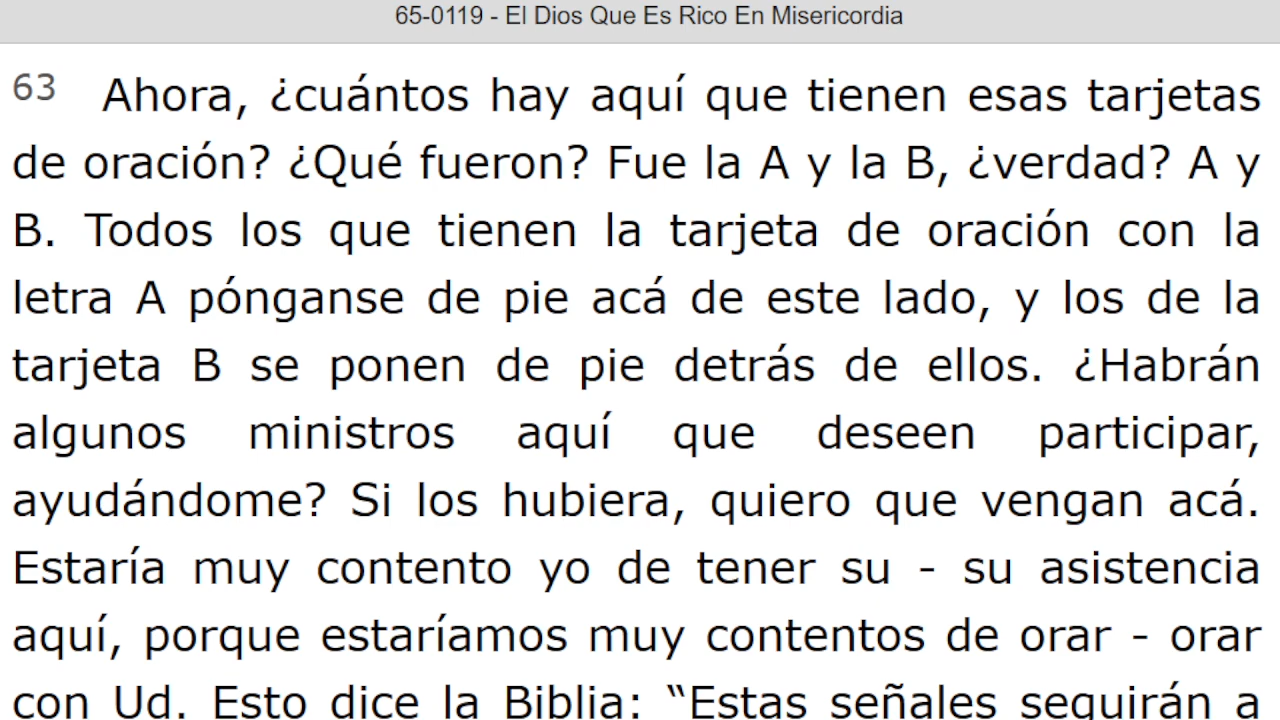 65-0119 - El Dios Que Es Rico En Misericordia
63 Ahora, ¿cuántos hay aquí que tienen esas tarjetas
de oración? ¿Qué fueron? Fue la A y la B, ¿verdad? A y
B. Todos los que tienen la tarjeta de oración con la
letra A pónganse de pie acá de este lado, y los de la
tarjeta B se ponen de pie detrás de ellos. ¿Habrán
algunos ministros aquí que deseen participar,
ayudándome? Si los hubiera, quiero que vengan acá.
Estaría muy contento yo de tener su - su asistencia
aquí, porque estaríamos muy contentos de orar - orar
con Ud. Esto dice la Biblia: “Estas señales seguirán a